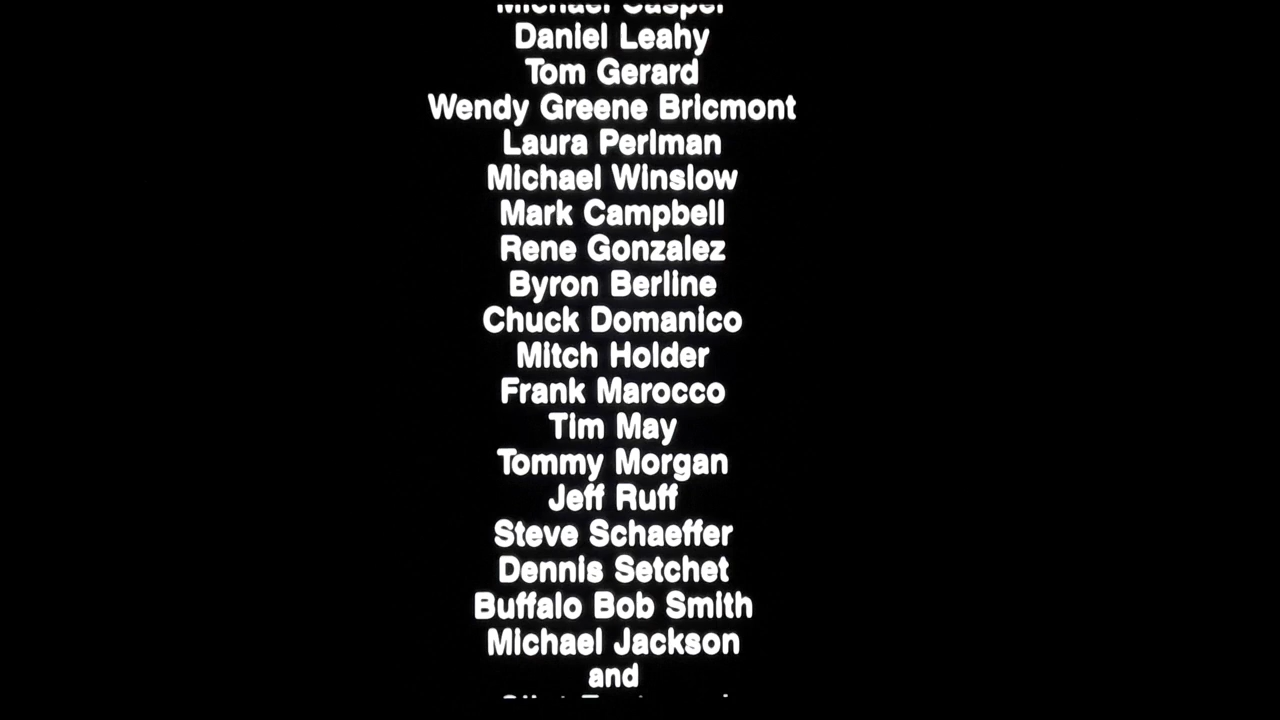 Michael Casper
Daniel Leahy
Tom Gerard
Wendy Greene Bricmont
Laura Perlman
Michael Winslow
Mark Campbell
Rene Gonzalez
Byron Berline
Chuck Domanico
Mitch Holder
Frank Marocco
Tim May
Tommy Morgan
Jeff Ruff
Steve Schaeffer
Dennis Setchet
Buffalo Bob Smith
Michael Jackson
and